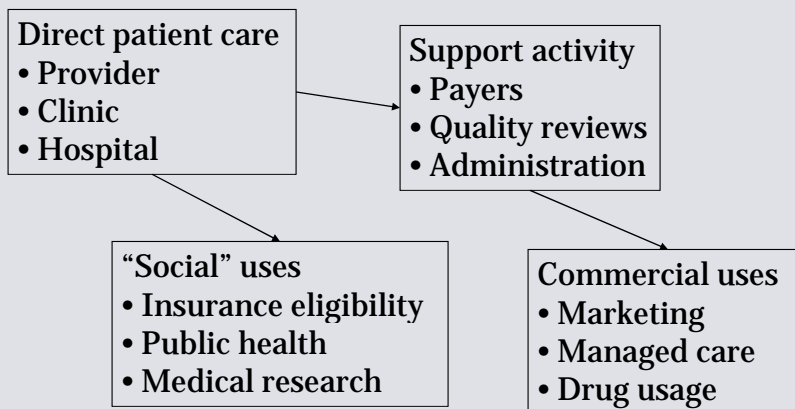 Direct patient care
• Provider
• Clinic
• Hospital
Support activity
• Payers
• Quality reviews
• Administration
“Social” uses
• Insurance eligibility
• Public health
• Medical research
Commercial uses
• Marketing
• Managed care
• Drug usage